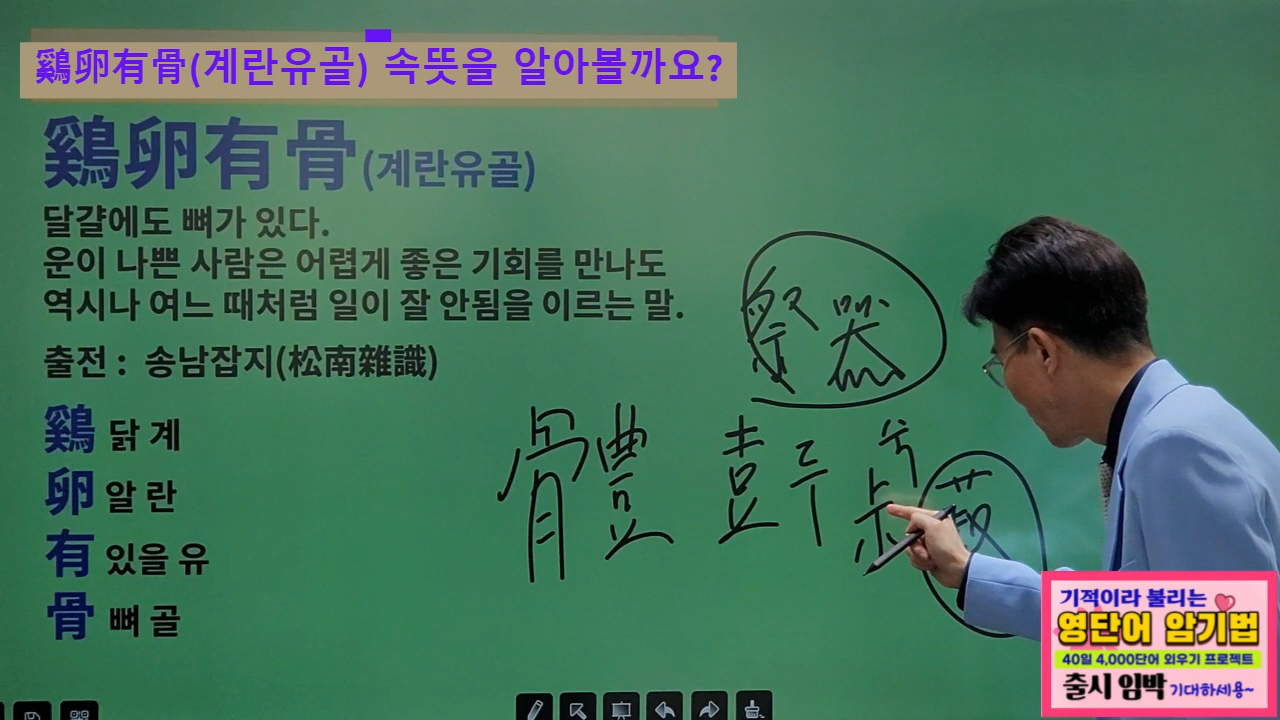 鷄卵有骨(계란유골) 속뜻을 알아볼까요?
鷄卵有骨(계란유골)
달걀에도 뼈가 있다.
운이 나쁜 사람은 어렵게 좋은 기회를 만나도
역시나 여느 때처럼 일이 잘 안됨을 이르는 말.
출전 : 송남잡지(松南雜識)
鷄 닭 계
卵 알 란
有 있을 유
骨 뼈 골
器
體 豆
기적이라 불리는
영단어 암기법
40일 4,000단어 외우기 프로젝트
출시 임박 기대하세용~